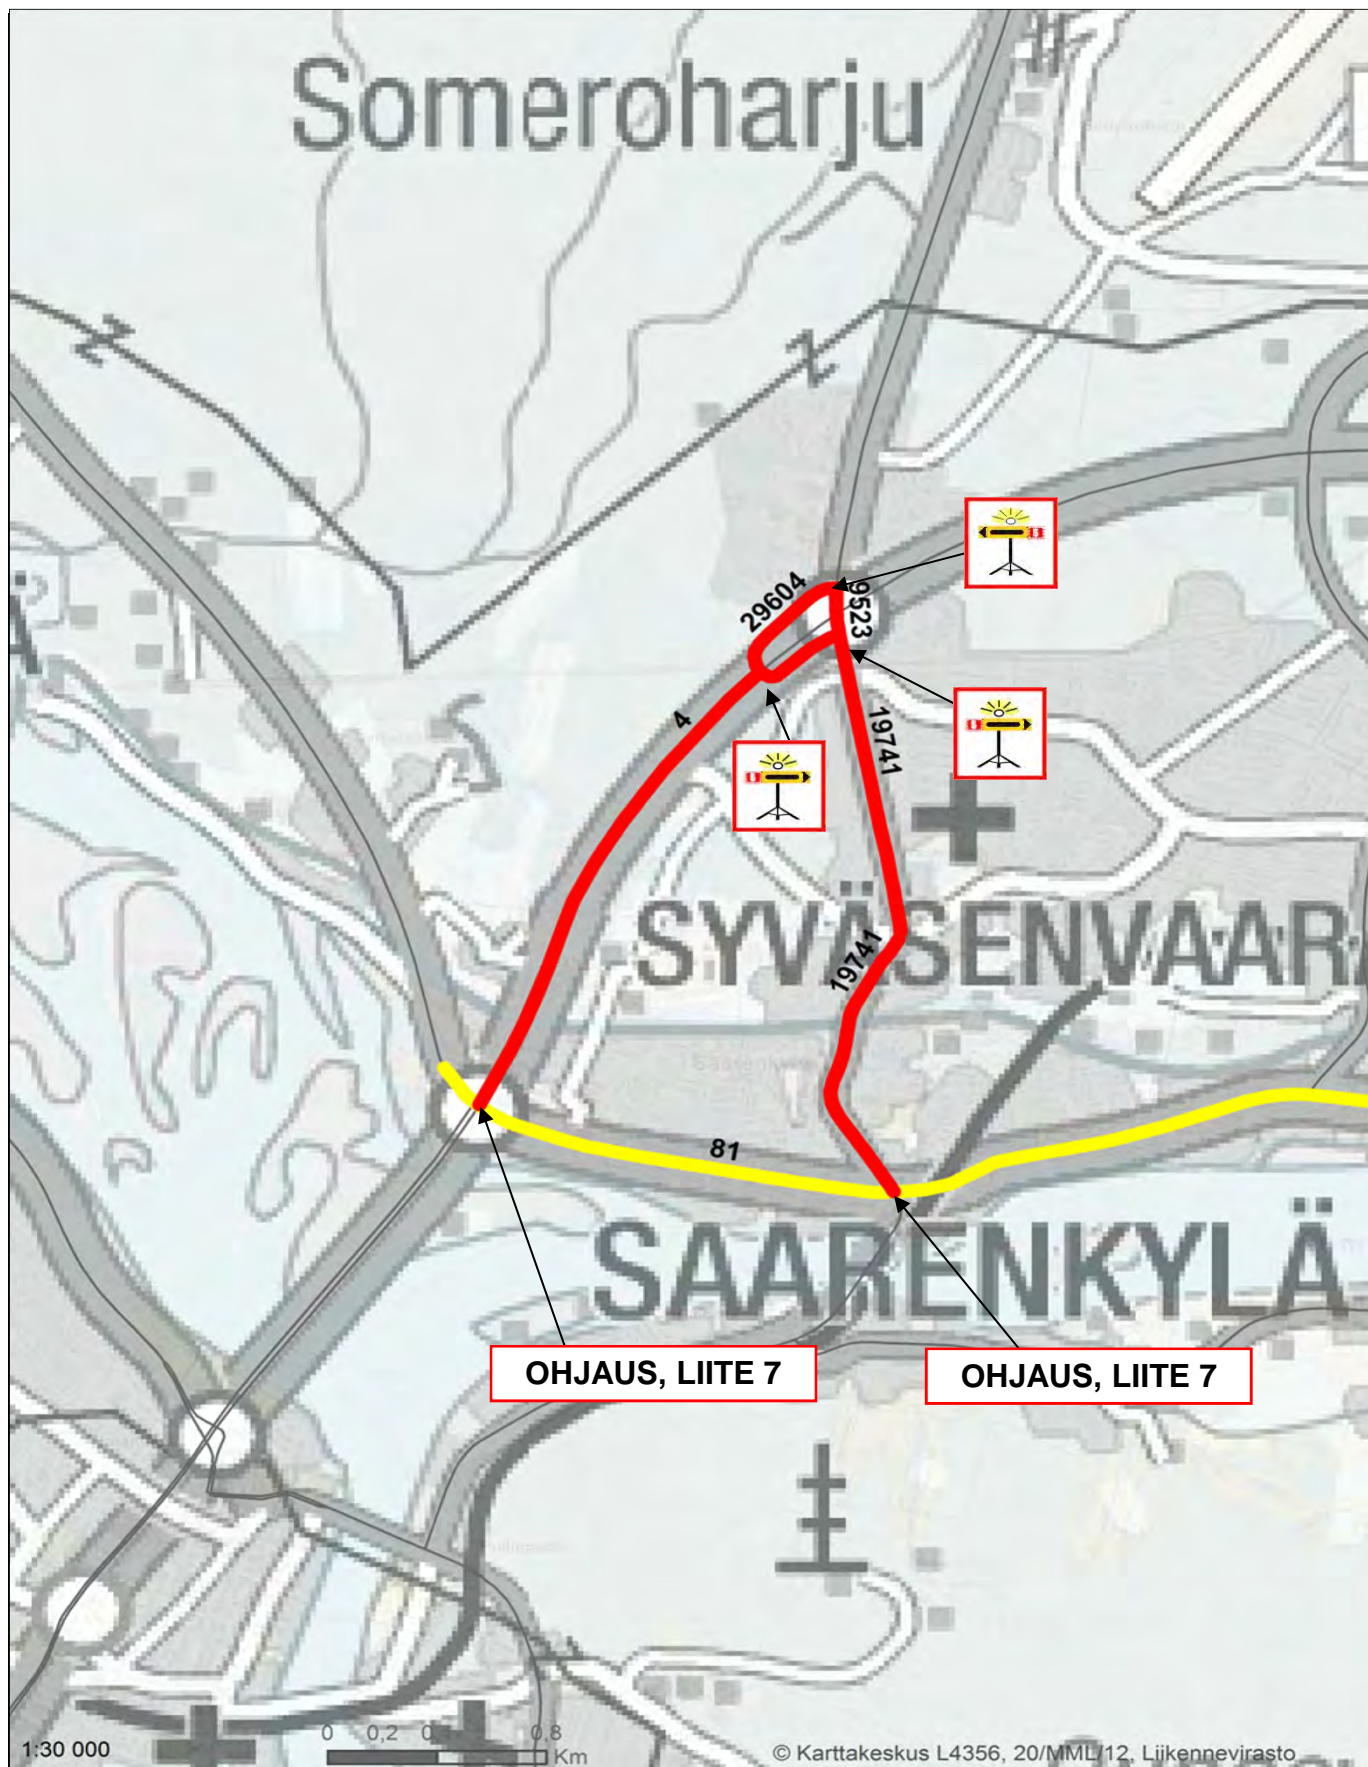 Someroharju
29604
9523
4
19741
SYVÄSENVAARA
19741
81
SAARENKYLÄ
OHJAUS, LIITE 7
OHJAUS, LIITE 7
0 0,2 0,8
Km
1:30 000
© Karttakeskus L4356, 20/MML/12, Liikennevirasto